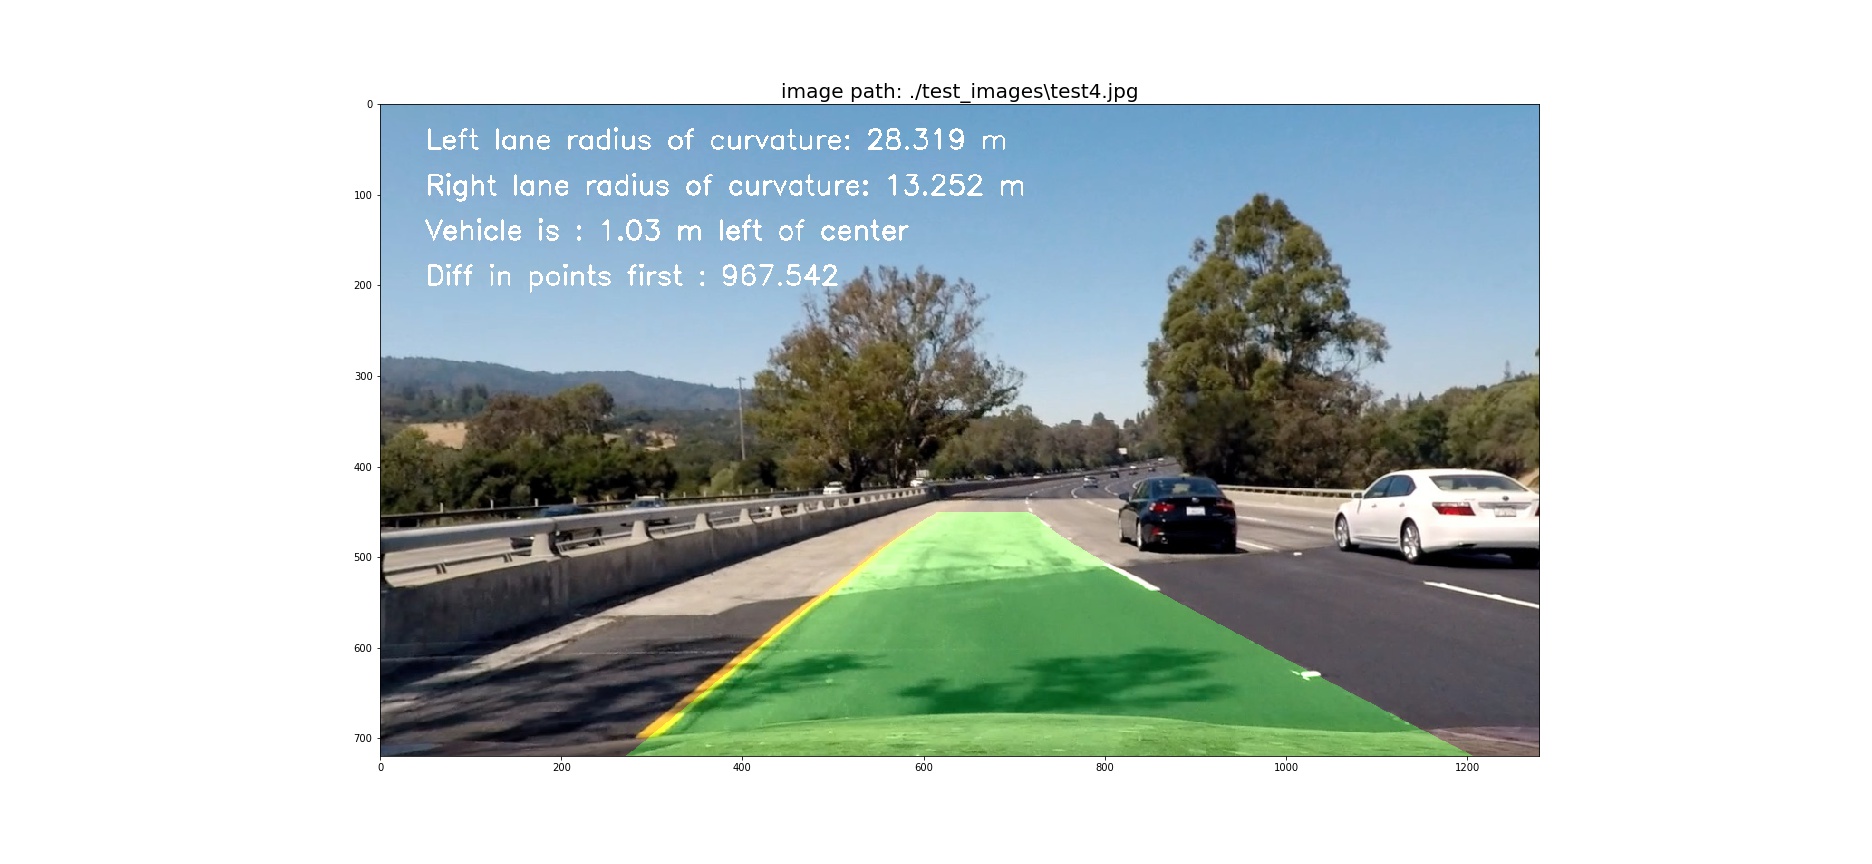 image path: ./test_images\test4.jpg
Left lane radius of curvature: 28.319 m
Right lane radius of curvature: 13.252 m
Vehicle is : 1.03 m left of center
Diff in points first : 967.542
0
100
200
300
400
500
600
700
0 200 400 600 800 1000 1200